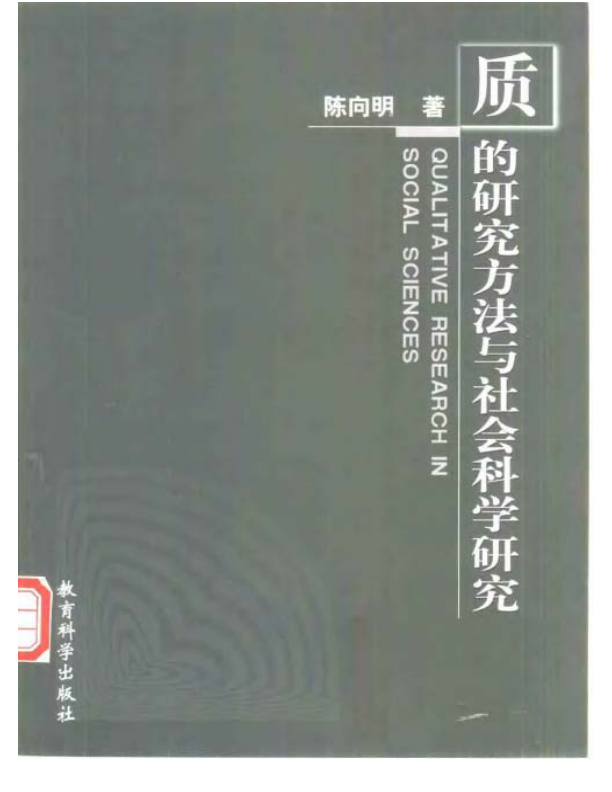 质的研究方法与社会科学研究
陈向明 著
QUALITATIVE RESEARCH IN
SOCIAL SCIENCES
教育科学出版社